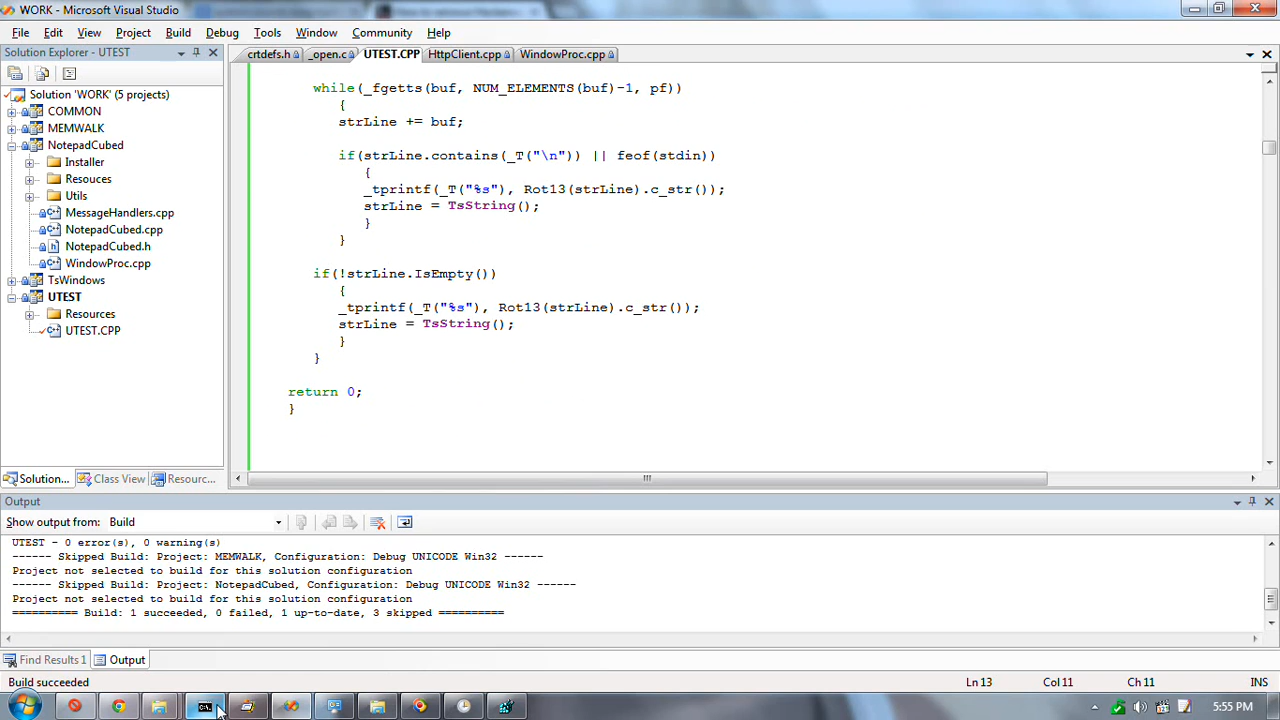 WORK - Microsoft Visual Studio
File Edit View Project Build Debug Tools Window Community Help
Solution Explorer - UTEST
crtdefs.h _open.c UTEST.CPP HttpClient.cpp WindowProc.cpp
Solution 'WORK' (5 projects)
COMMON
MEMWALK
NotepadCubed
Installer
Resouces
Utils
MessageHandlers.cpp
NotepadCubed.cpp
NotepadCubed.h
WindowProc.cpp
TsWindows
UTEST
Resources
UTEST.CPP
Solution... Class View Resourc...
while(_fgetts(buf, NUM_ELEMENTS(buf)-1, pf))
{
strLine += buf;
if(strLine.contains(_T("\n")) || feof(stdin))
{
_tprintf(_T("%s"), Rot13(strLine).c_str());
strLine = TsString();
}
}
if(!strLine.IsEmpty())
{
_tprintf(_T("%s"), Rot13(strLine).c_str());
strLine = TsString();
}
}
return 0;
}
Output
Show output from: Build
UTEST - 0 error(s), 0 warning(s)
------ Skipped Build: Project: MEMWALK, Configuration: Debug UNICODE Win32 ------
Project not selected to build for this solution configuration
------ Skipped Build: Project: NotepadCubed, Configuration: Debug UNICODE Win32 ------
Project not selected to build for this solution configuration
========== Build: 1 succeeded, 0 failed, 1 up-to-date, 3 skipped ==========
Find Results 1 Output
Build succeeded Ln 13 Col 11 Ch 11 INS
C:\. 5:55 PM